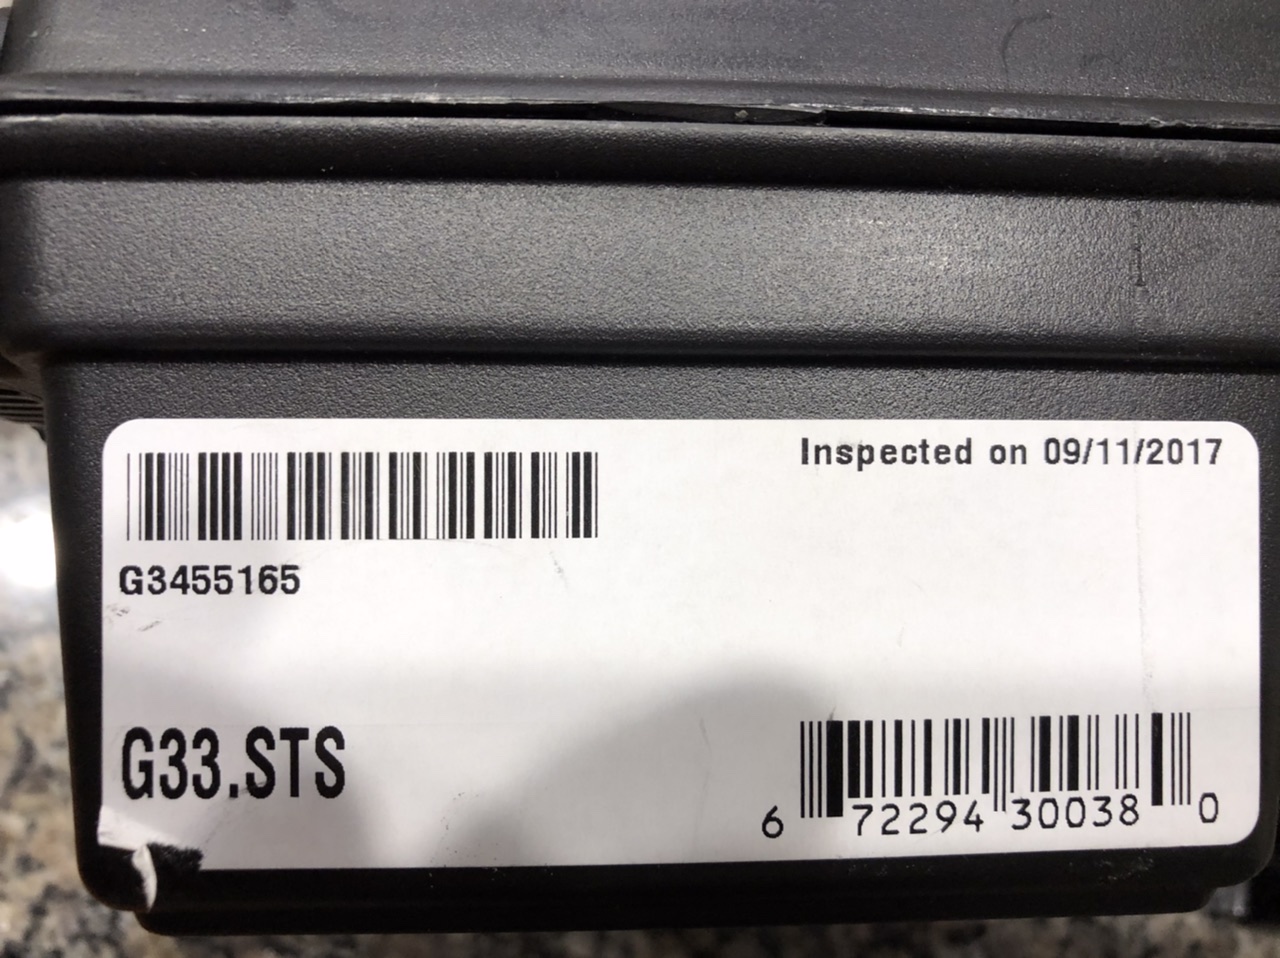 Inspected on 09/11/2017
G3455165
G33.STS
6 72294 30038 0